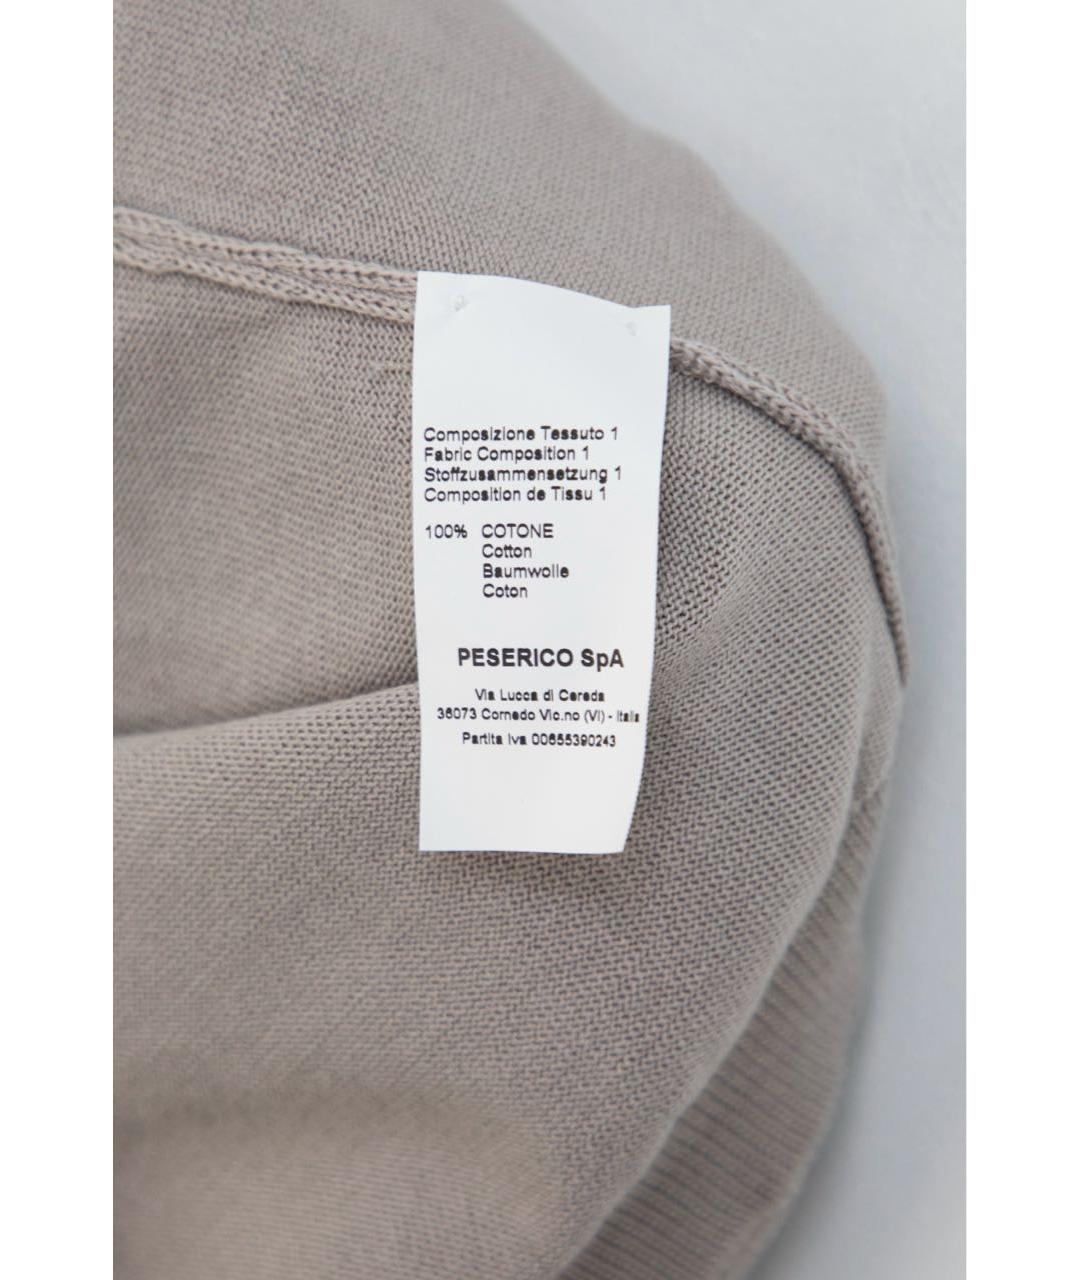 Composizione Tessuto 1
Fabric Composition 1
Stoffzusammensetzung 1
Composition de Tissu 1
100% COTONE
Cotton
Baumwolle
Coton
PESERICO SpA
Via Lucca di Cereda
36073 Cornedo Vic.no (VI) - Italia
Partita Iva 00655390243